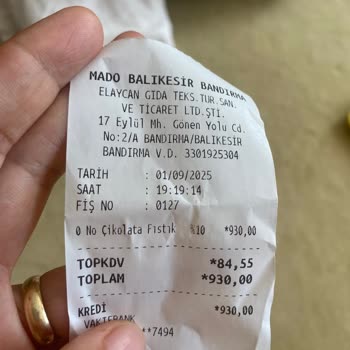 MADO BALIKESİR BANDIRMA
ELAYCAN GIDA TEKS.TUR.SAN.
VE TİCARET LTD.ŞTİ.
17 Eylül Mh. Gönen Yolu Cd.
No:2/A BANDIRMA/BALIKESİR
BANDIRMA V.D. 3301925304
TARİH : 01/09/2025
SAAT : 19:19:14
FİŞ NO : 0127
0 No Çikolata Fıstık %10 *930,00
TOPKDV *84,55
TOPLAM *930,00
KREDİ *930,00
VAKIFBANK
**7494